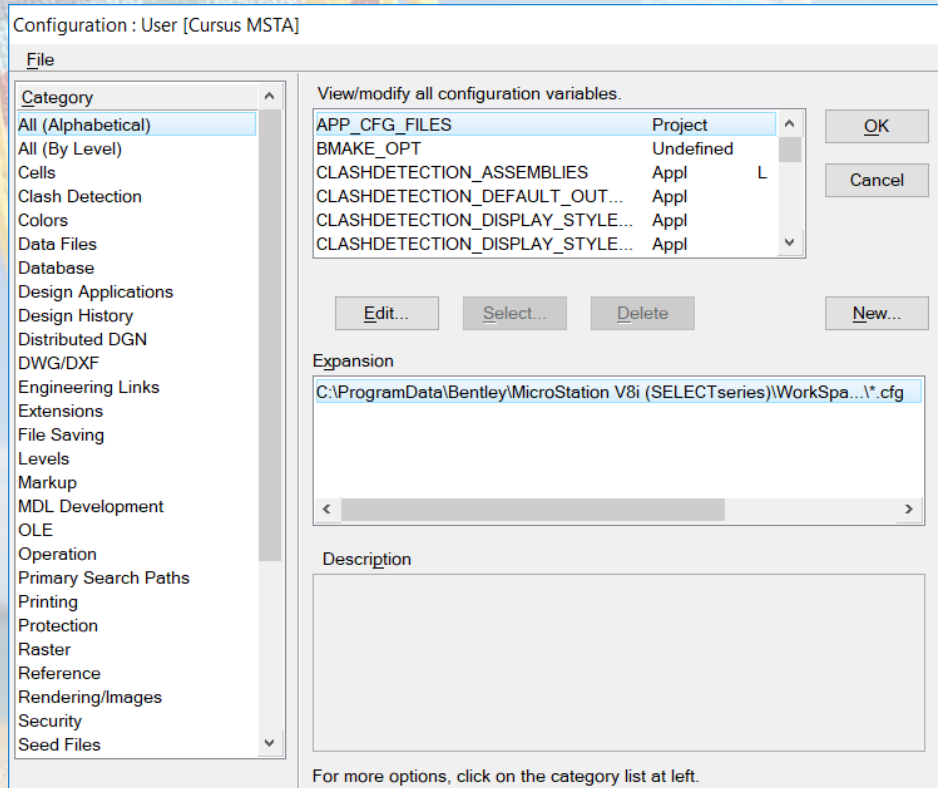 Configuration : User [Cursus MSTA]
File
Category
All (Alphabetical)
All (By Level)
Cells
Clash Detection
Colors
Data Files
Database
Design Applications
Design History
Distributed DGN
DWG/DXF
Engineering Links
Extensions
File Saving
Levels
Markup
MDL Development
OLE
Operation
Primary Search Paths
Printing
Protection
Raster
Reference
Rendering/Images
Security
Seed Files
View/modify all configuration variables.
APP_CFG_FILES Project
BMAKE_OPT Undefined
CLASHDETECTION_ASSEMBLIES Appl L
CLASHDETECTION_DEFAULT_OUT... Appl
CLASHDETECTION_DISPLAY_STYLE... Appl
CLASHDETECTION_DISPLAY_STYLE... Appl
OK
Cancel
Edit... Select... Delete New...
Expansion
C:\ProgramData\Bentley\MicroStation V8i (SELECTseries)\WorkSpa...\*.cfg
Description
For more options, click on the category list at left.